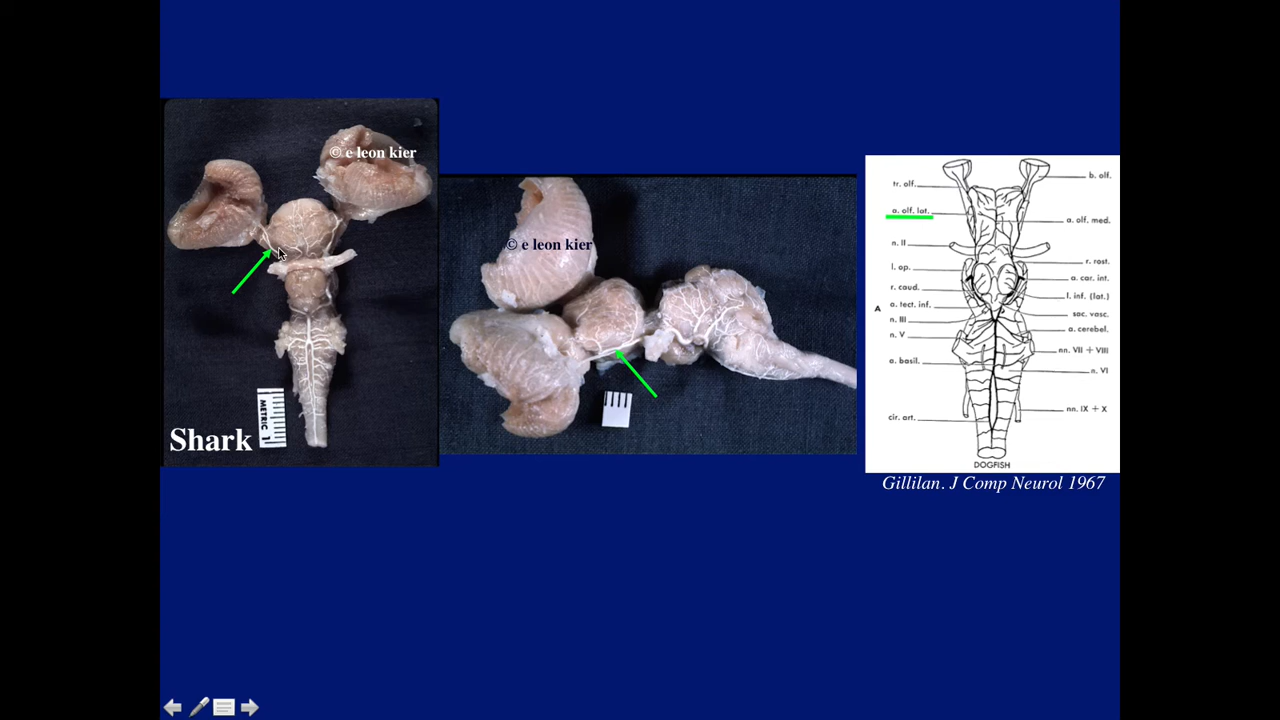 © e leon kier
Shark
METRIC 1
© e leon kier
tr. olf.
a. olf. lat.
n. II
l. op.
r. caud.
a. tect. inf.
n. III
n. V
a. basil.
cir. art.
A
b. olf.
a. olf. med.
r. rost.
a. car. int.
l. inf. (lat.)
sac. vasc.
a. cerebel.
nn. VII + VIII
n. VI
nn. IX + X
DOGFISH
Gillilan. J Comp Neurol 1967